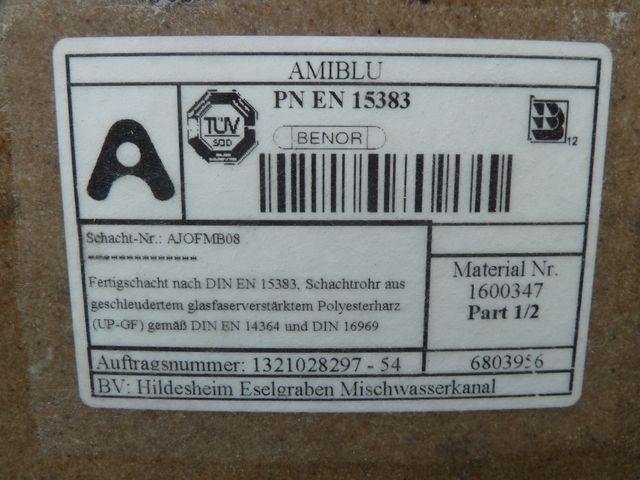 AMIBLU
A
TÜV
SÜD
PN EN 15383
BENOR
B
12
Schacht-Nr.: AJOFMB08
------------
Fertigschacht nach DIN EN 15383, Schachtrohr aus
geschleudertem glasfaserverstärktem Polyesterharz
(UP-GF) gemäß DIN EN 14364 und DIN 16969
Material Nr.
1600347
Part 1/2
Auftragsnummer: 1321028297 - 54
6803956
BV: Hildesheim Eselgraben Mischwasserkanal